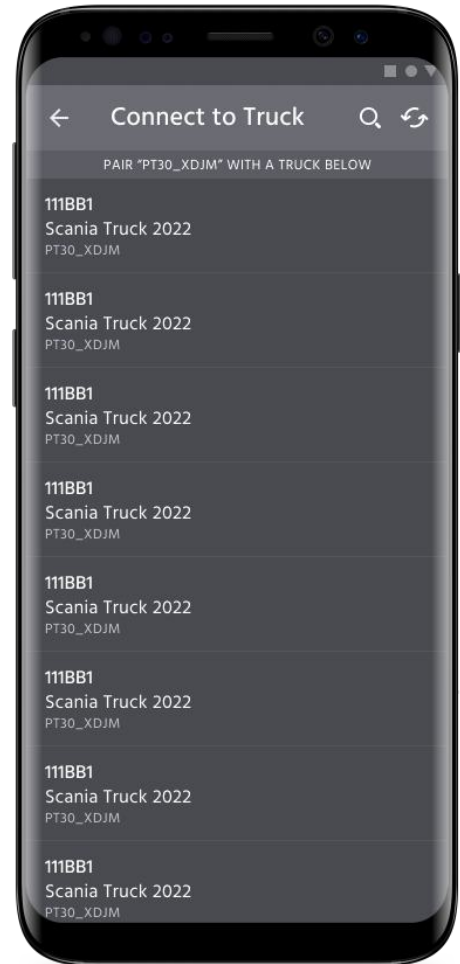 Connect to Truck
PAIR "PT30_XDJM" WITH A TRUCK BELOW
111BB1
Scania Truck 2022
PT30_XDJM
111BB1
Scania Truck 2022
PT30_XDJM
111BB1
Scania Truck 2022
PT30_XDJM
111BB1
Scania Truck 2022
PT30_XDJM
111BB1
Scania Truck 2022
PT30_XDJM
111BB1
Scania Truck 2022
PT30_XDJM
111BB1
Scania Truck 2022
PT30_XDJM
111BB1
Scania Truck 2022
PT30_XDJM